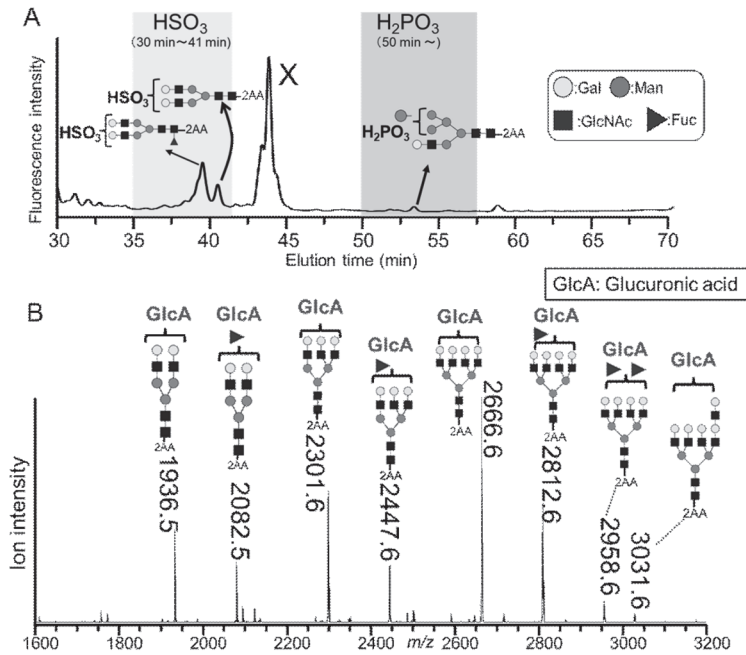 A
HSO₃
(30 min～41 min)
H₂PO₃
(50 min～)
X
HSO₃
2AA
HSO₃
2AA
H₂PO₃
2AA
:Gal :Man
:GlcNAc :Fuc
Fluorescence intensity
30 35 40 45 50 55 60 65 70
Elution time (min)
GlcA: Glucuronic acid
B
GlcA
GlcA
GlcA
GlcA
GlcA
GlcA
GlcA
GlcA
2AA
2AA
2AA
2AA
2AA
2AA
2AA
2AA
1936.5
2082.5
2301.6
2447.6
2666.6
2812.6
2958.6
3031.6
Ion intensity
1600 1800 2000 2200 2400 m/z 2600 2800 3000 3200